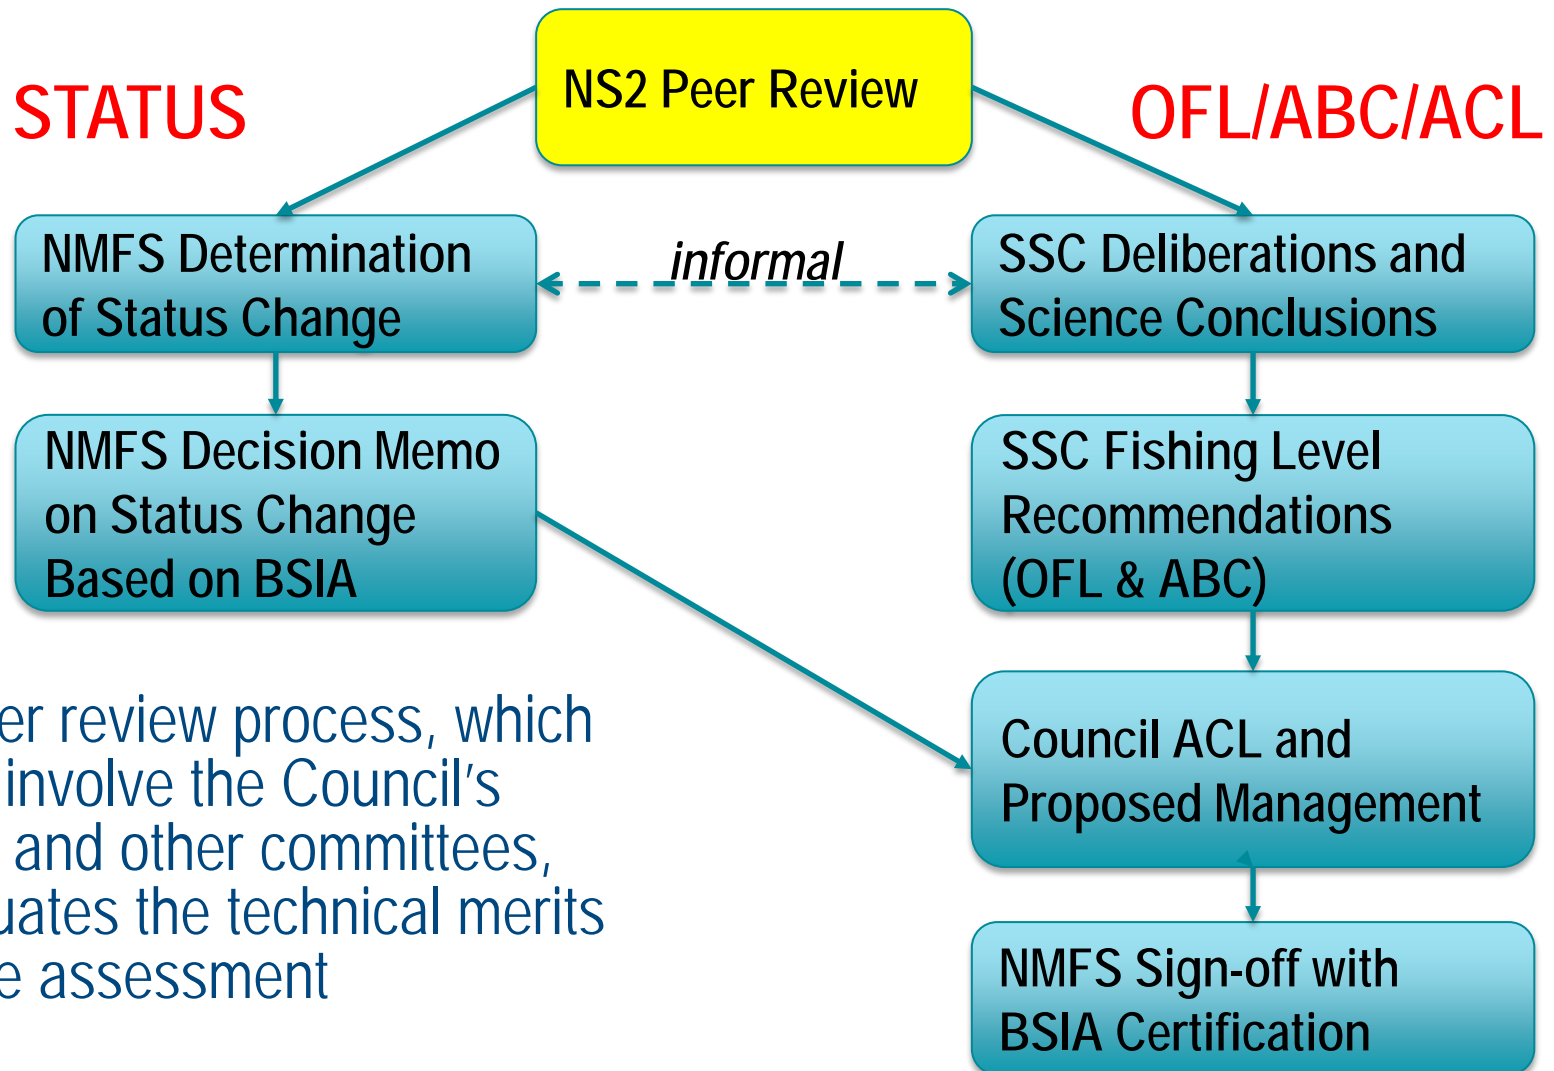 NS2 Peer Review
STATUS
OFL/ABC/ACL
NMFS Determination
of Status Change
informal
SSC Deliberations and
Science Conclusions
NMFS Decision Memo
on Status Change
Based on BSIA
SSC Fishing Level
Recommendations
(OFL & ABC)
er review process, which
involve the Council's
and other committees,
uates the technical merits
e assessment
Council ACL and
Proposed Management
NMFS Sign-off with
BSIA Certification